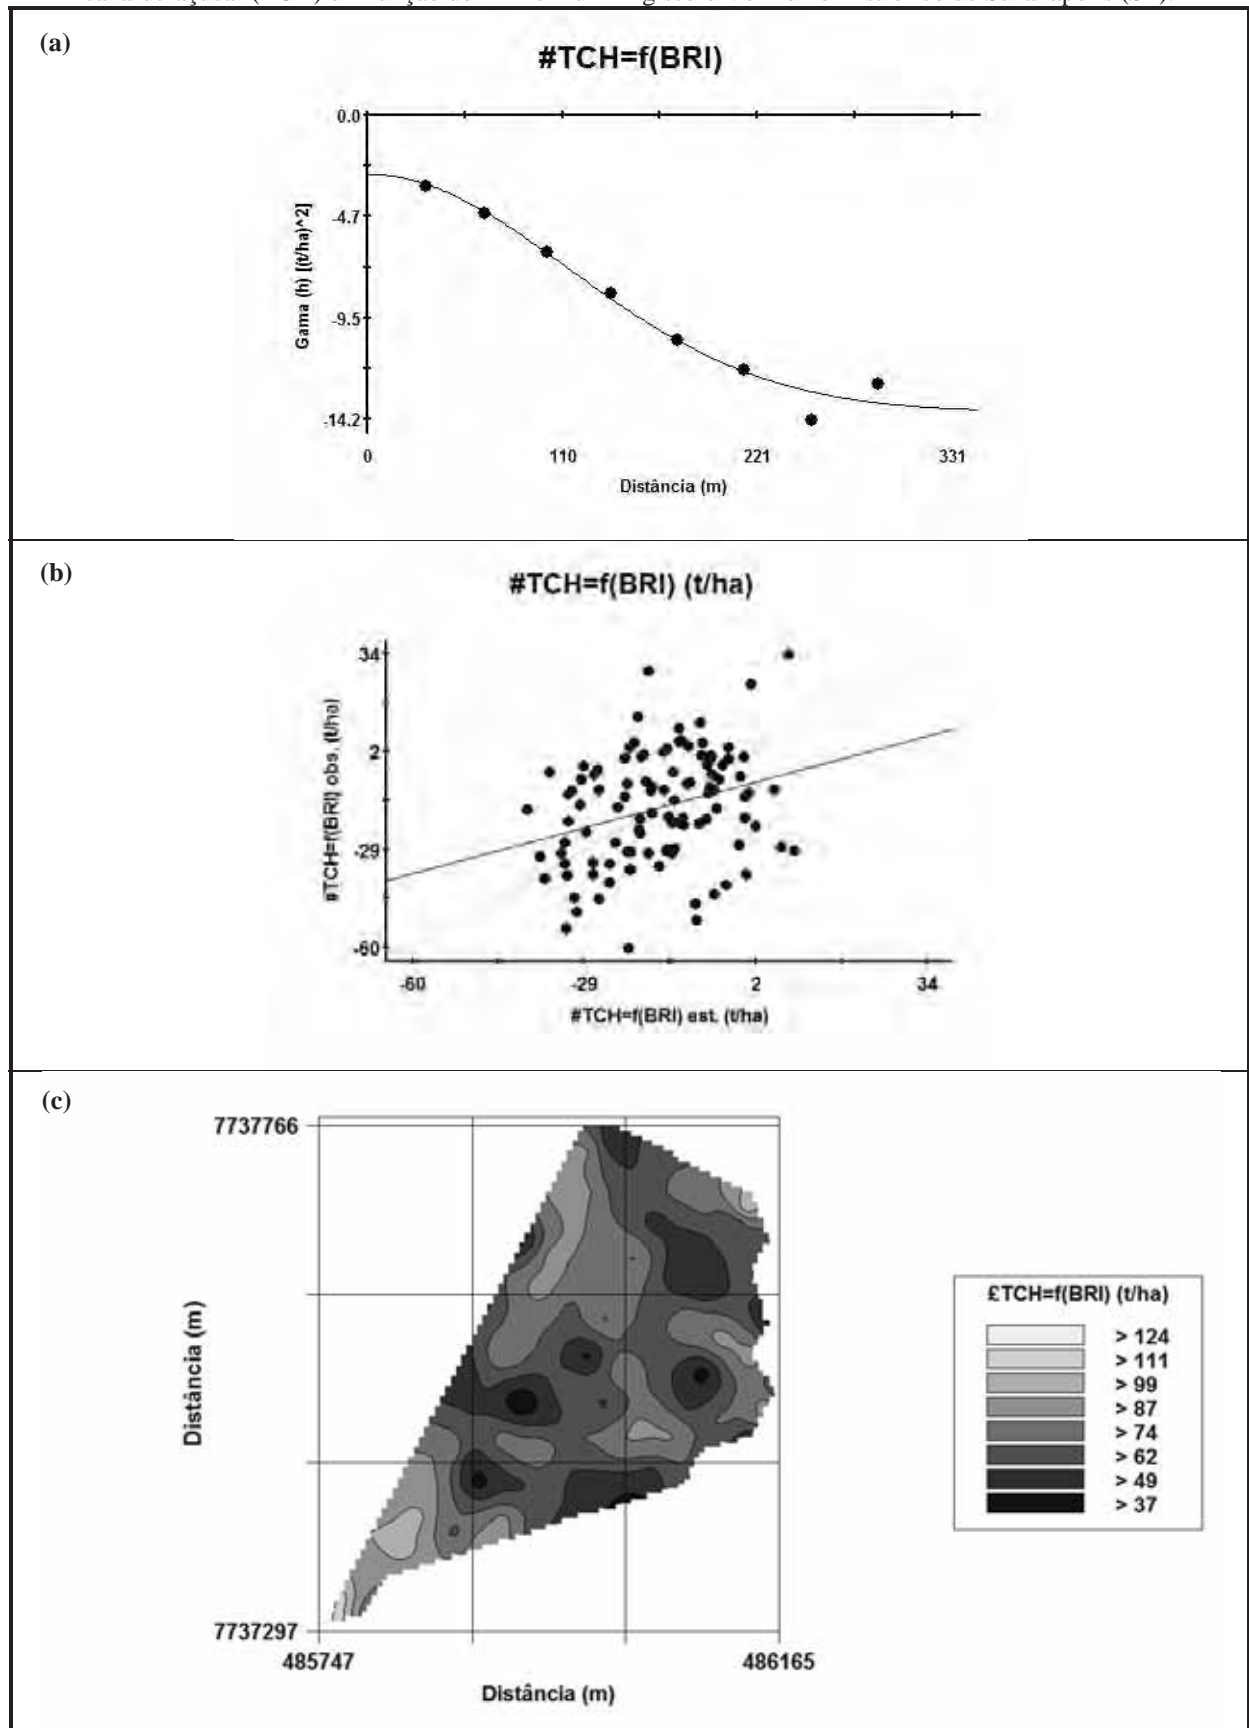 (a)
#TCH=f(BRI)
0.0
-4.7
-9.5
-14.2
Gama (h) [(t/ha)^2]
0 110 221 331
Distância (m)
(b)
#TCH=f(BRI) (t/ha)
34
2
-29
-60
#TCH=f(BRI) obs. (t/ha)
-60 -29 2 34
#TCH=f(BRI) est. (t/ha)
(c)
7737766
7737297
Distância (m)
485747 486165
Distância (m)
£TCH=f(BRI) (t/ha)
> 124
> 111
> 99
> 87
> 74
> 62
> 49
> 37